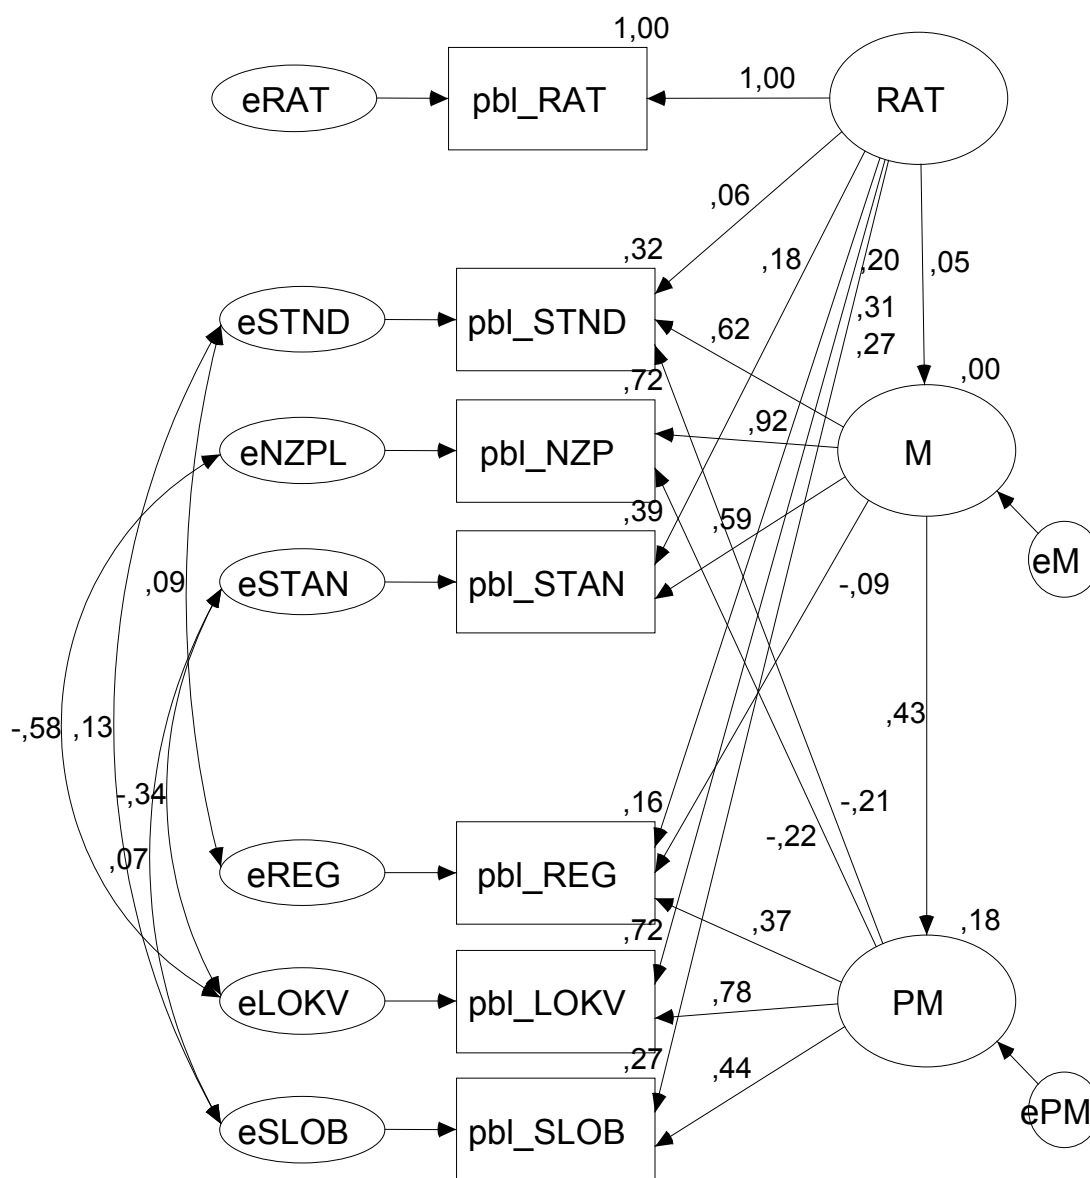 1,00
eRAT
pbl_RAT
1,00
RAT
,06
,32
,18
,20
,05
eSTND
pbl_STND
,31
,62
,27
,00
,72
,92
eNZPL
pbl_NZP
M
,39
,59
eSTAN
pbl_STAN
,09
-,09
eM
-,58
,13
,43
-,34
,16
-,21
-,22
,07
eREG
pbl_REG
,37
,18
,72
eLOKV
pbl_LOKV
,78
PM
,27
,44
eSLOB
pbl_SLOB
ePM